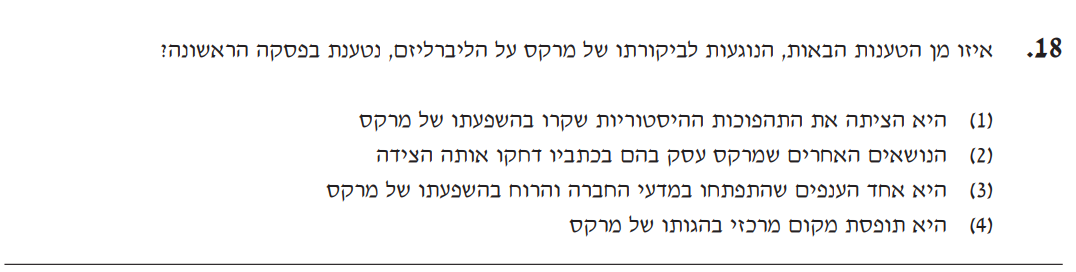 18. איזו מן הטענות הבאות, הנוגעות לביקורתו של מרקס על הליברליזם, נטענת בפסקה הראשונה?
(1) היא הציתה את התהפוכות ההיסטוריות שקרו בהשפעתו של מרקס
(2) הנושאים האחרים שמרקס עסק בהם בכתביו דחקו אותה הצידה
(3) היא אחד הענפים שהתפתחו במדעי החברה והרוח בהשפעתו של מרקס
(4) היא תופסת מקום מרכזי בהגותו של מרקס